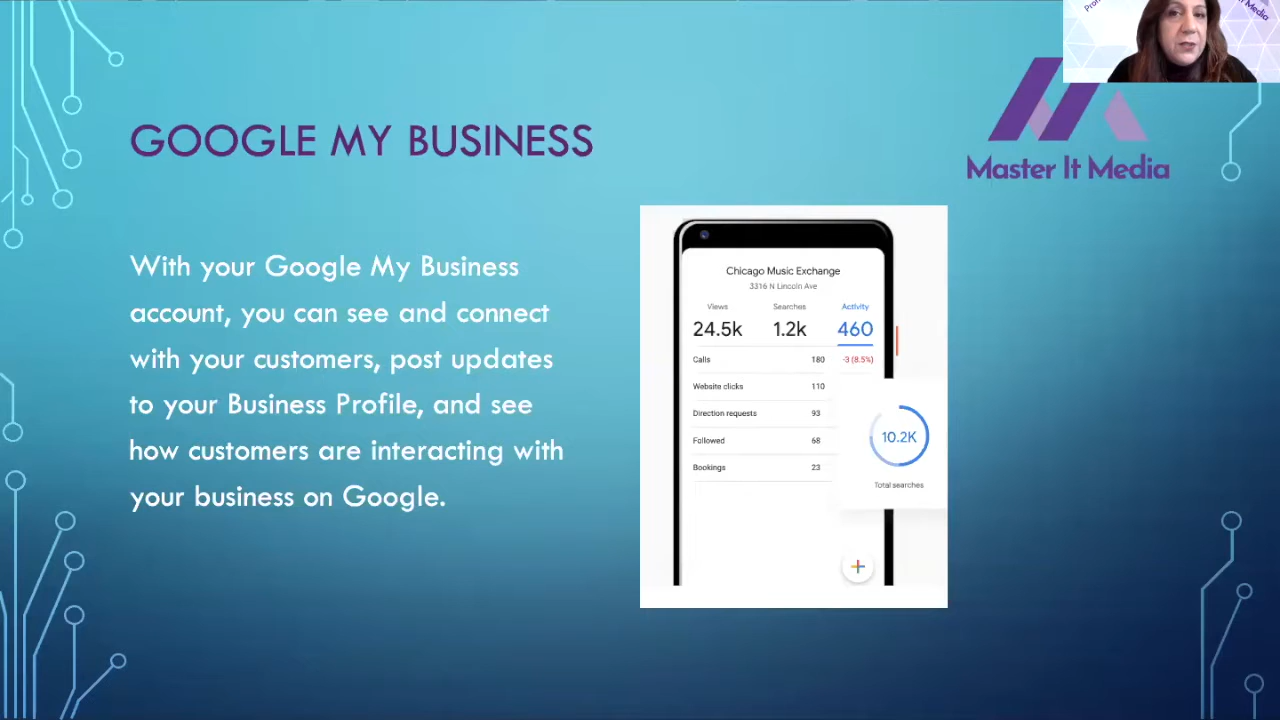 GOOGLE MY BUSINESS
Master It Media
With your Google My Business
account, you can see and connect
with your customers, post updates
to your Business Profile, and see
how customers are interacting with
your business on Google.
Chicago Music Exchange
3316 N Lincoln Ave
Views Searches Activity
24.5k 1.2k 460
Calls 180 -3 (8.5%)
Website clicks 110
Direction requests 93
Followed 68
Bookings 23
10.2K
Total searches